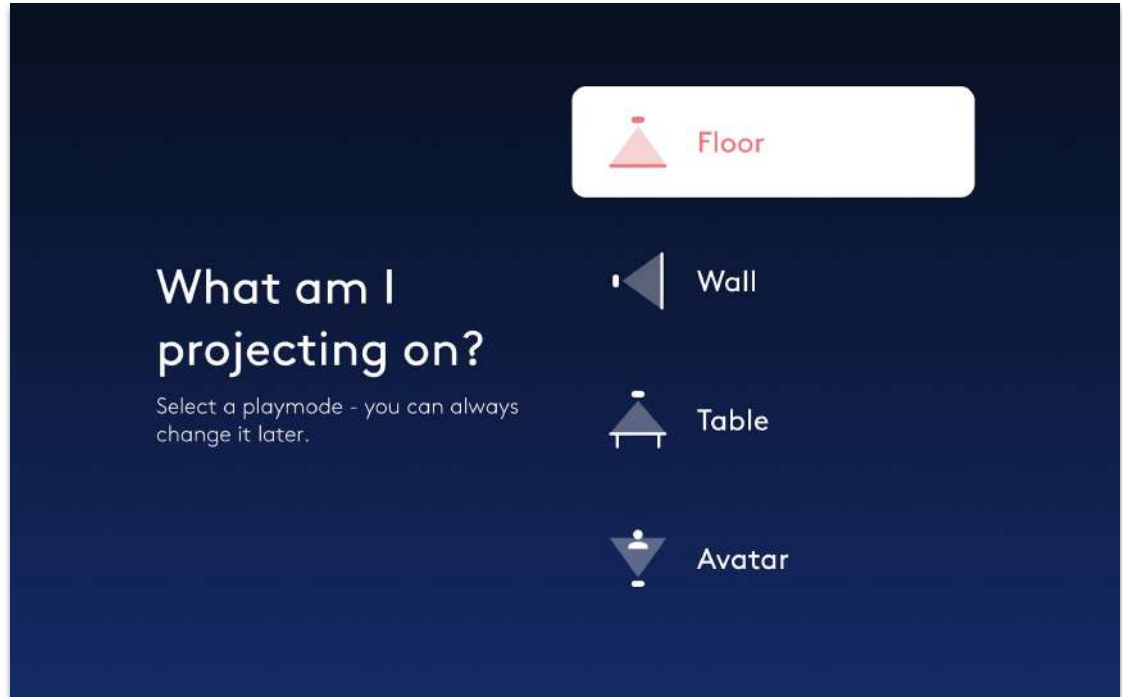 What am I
projecting on?
Select a playmode - you can always
change it later.
Floor
Wall
Table
Avatar